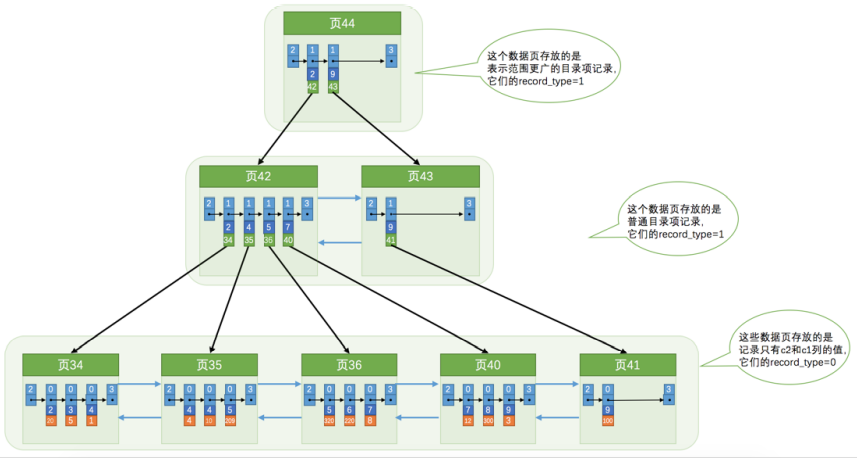 页44
2 1 1 3
2 9
42 43
这个数据页存放的是
表示范围更广的目录项记录,
它们的record_type=1
页42 页43
2 1 1 1 1 3 2 1 3
2 4 5 7 9
34 35 36 40 41
这个数据页存放的是
普通目录项记录,
它们的record_type=1
这些数据页存放的是
记录只有c2和c1列的值,
它们的record_type=0
页34 页35 页36 页40 页41
2 0 0 0 3 2 0 0 0 3 2 0 0 0 3 2 0 0 0 3 2 0 3
2 3 4 4 4 5 5 6 7 7 8 9 9
20 5 1 4 10 209 320 220 8 12 300 3 100